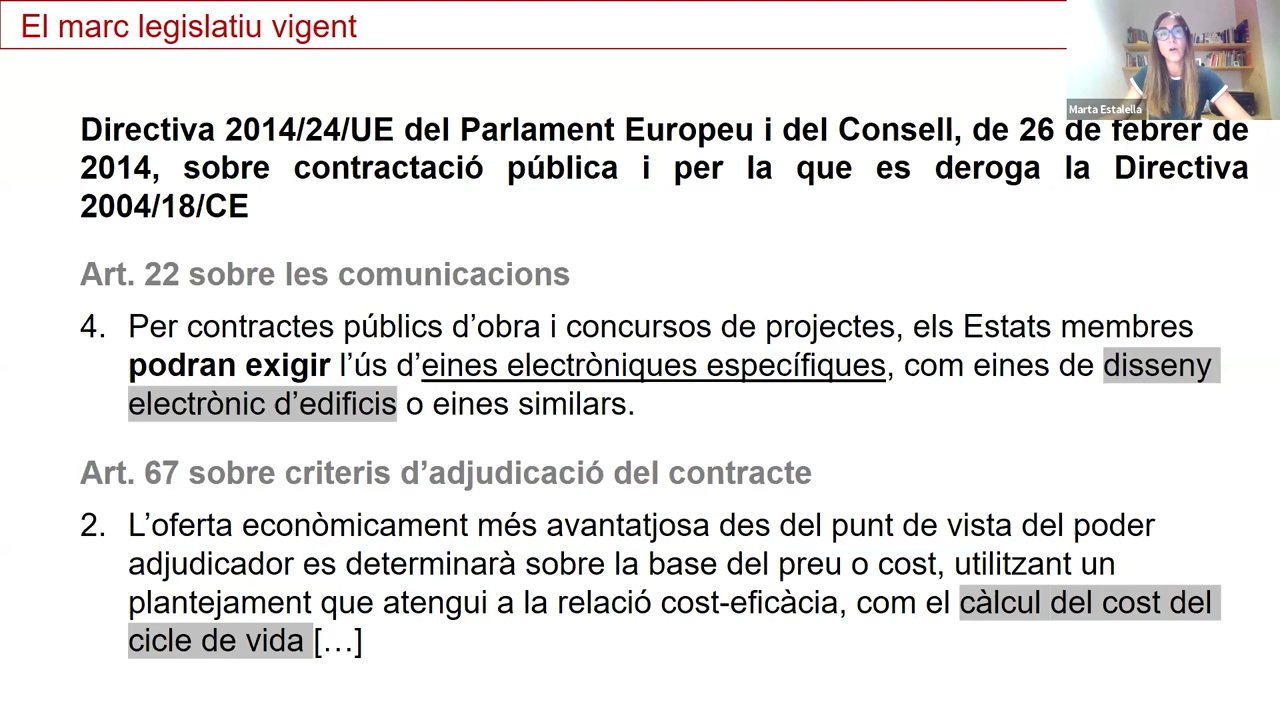 El marc legislatiu vigent
Marta Estalella
Directiva 2014/24/UE del Parlament Europeu i del Consell, de 26 de febrer de
2014, sobre contractació pública i per la que es deroga la Directiva
2004/18/CE
Art. 22 sobre les comunicacions
4. Per contractes públics d’obra i concursos de projectes, els Estats membres
podran exigir l’ús d’eines electròniques específiques, com eines de disseny
electrònic d’edificis o eines similars.
Art. 67 sobre criteris d’adjudicació del contracte
2. L’oferta econòmicament més avantatjosa des del punt de vista del poder
adjudicador es determinarà sobre la base del preu o cost, utilitzant un
plantejament que atengui a la relació cost-eficàcia, com el càlcul del cost del
cicle de vida […]